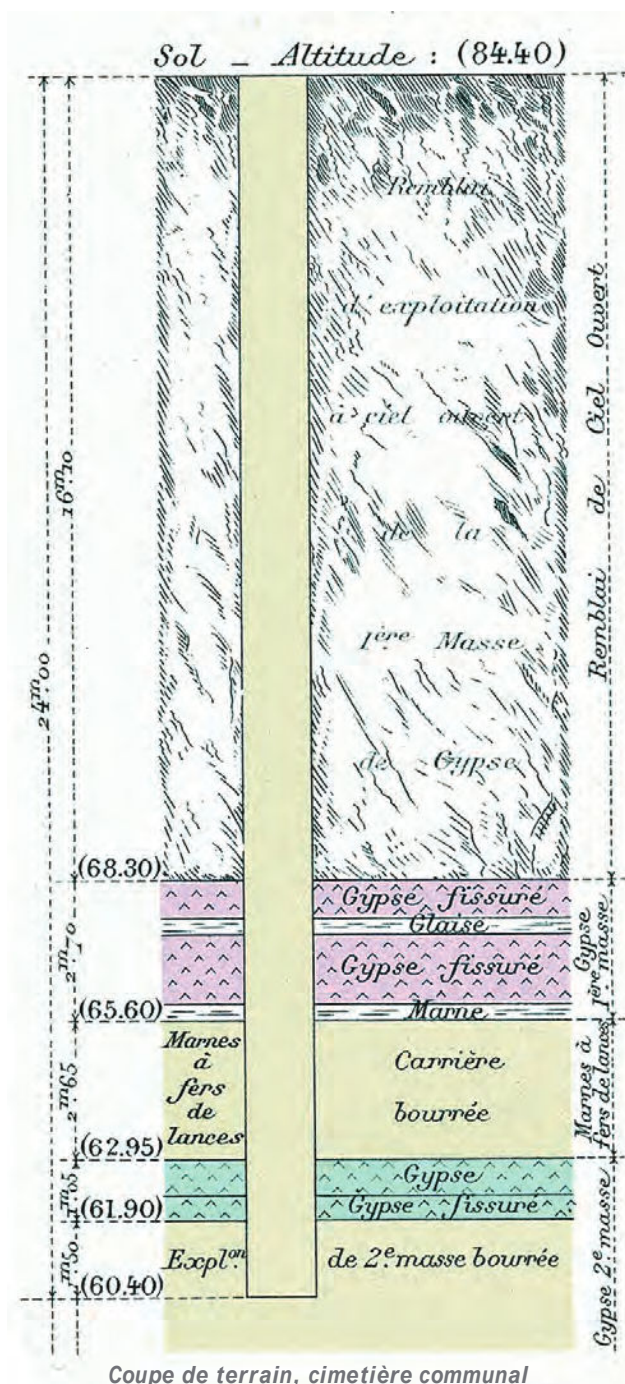 Sol – Altitude : (84.40)
Remblai
d'exploitation
à ciel ouvert
de la
1ère Masse
de Gypse
Remblai de Ciel Ouvert
16m10
24m00
(68.30)
Gypse fissuré
Glaise
Gypse fissuré
Marne
2m70
Gypse
1ère masse
(65.60)
Marnes
à
fers
de
lances
Carrière
bourrée
2m65
Marnes à
fers de lances
(62.95)
Gypse
Gypse fissuré
(61.90)
Explon.
de 2e. masse bourrée
1m50
(60.40)
Gypse 2e masse
Coupe de terrain, cimetière communal